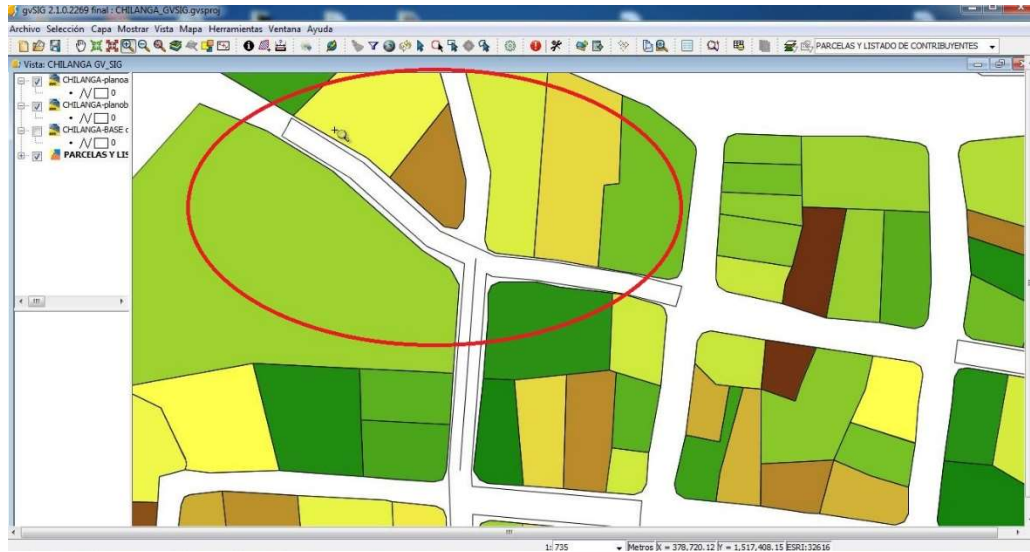 gvSIG 2.1.0.2269 final : CHILANGA_GVSIG.gvsproj
Archivo Selección Capa Mostrar Vista Mapa Herramientas Ventana Ayuda
PARCELAS Y LISTADO DE CONTRIBUYENTES
Vista: CHILANGA GV_SIG
CHILANGA-planoa
0
CHILANGA-planob
0
CHILANGA-BASE c
0
PARCELAS Y LIS
1: 735 Metros X = 378,720.12 Y = 1,517,408.15 ESRI:32616